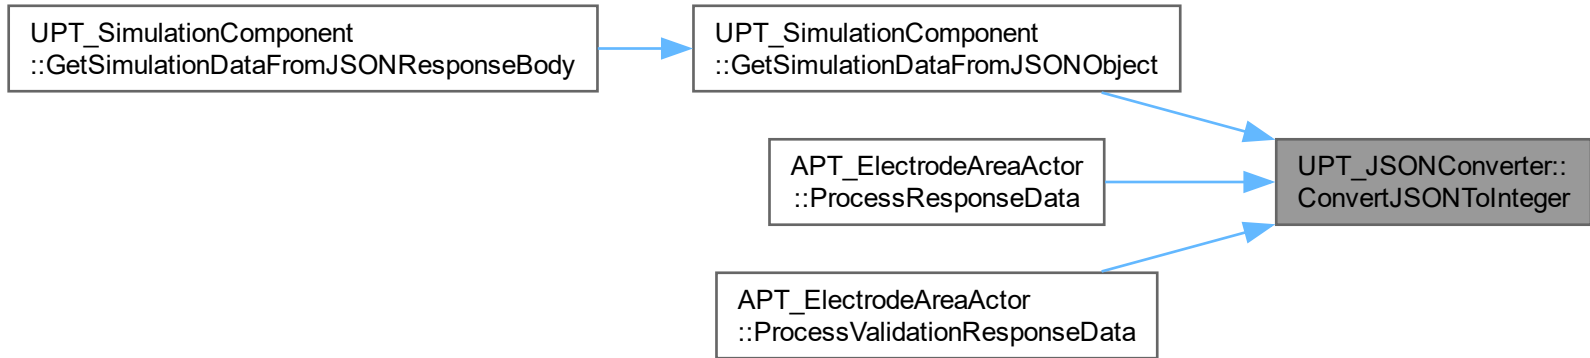 UPT_SimulationComponent
::GetSimulationDataFromJSONResponseBody
UPT_SimulationComponent
::GetSimulationDataFromJSONObject
APT_ElectrodeAreaActor
::ProcessResponseData
UPT_JSONConverter::
ConvertJSONToInteger
APT_ElectrodeAreaActor
::ProcessValidationResponseData